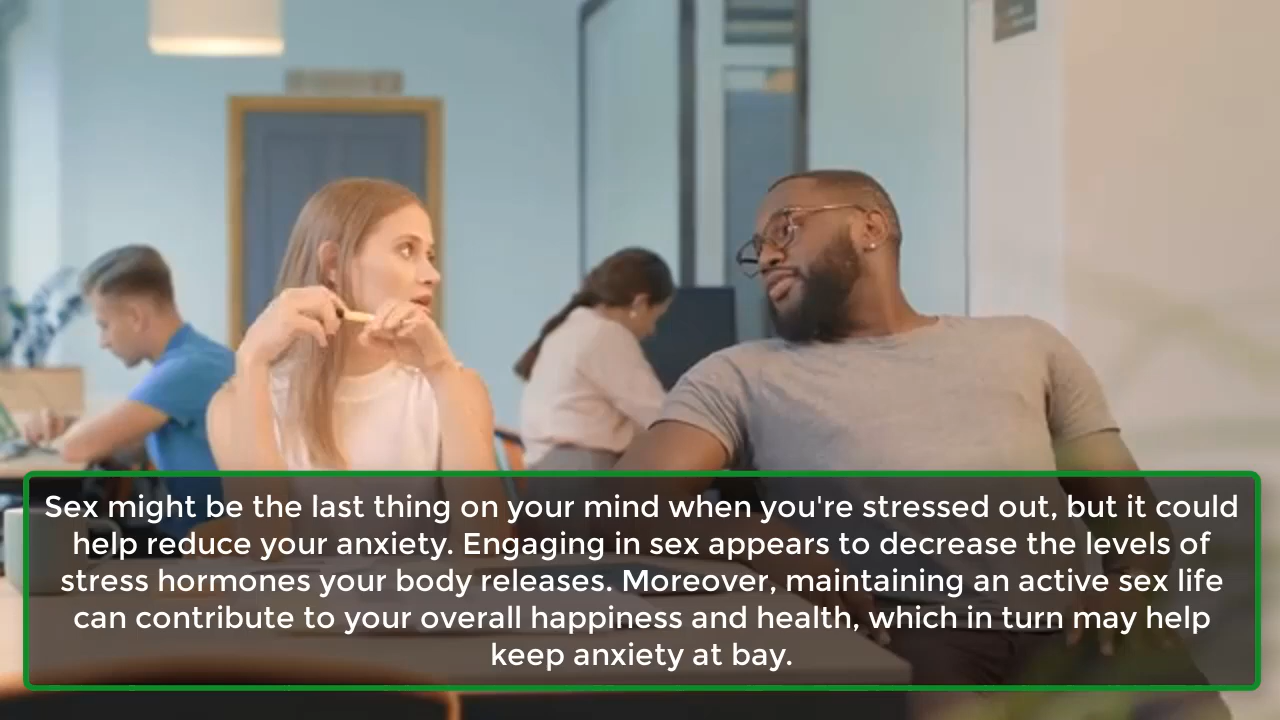 Sex might be the last thing on your mind when you're stressed out, but it could
help reduce your anxiety. Engaging in sex appears to decrease the levels of
stress hormones your body releases. Moreover, maintaining an active sex life
can contribute to your overall happiness and health, which in turn may help
keep anxiety at bay.